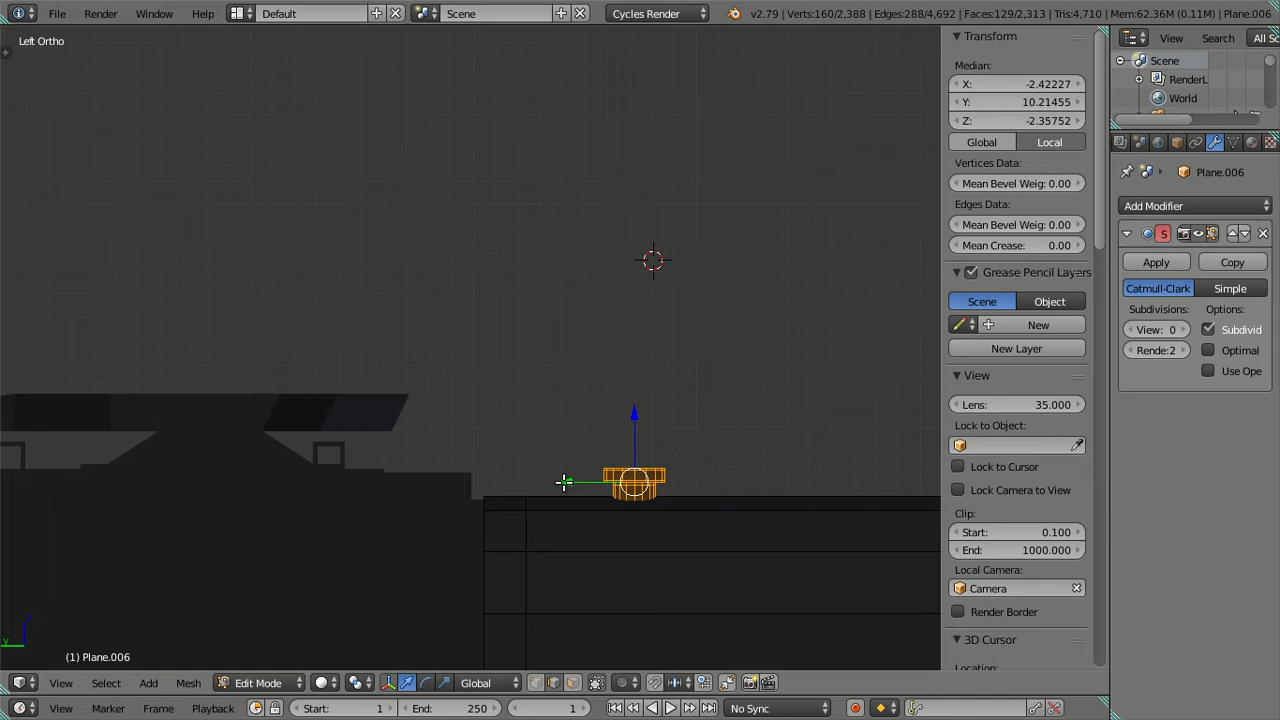 File Render Window Help Default Scene Cycles Render v2.79 | Verts:160/2,388 | Edges:288/4,692 | Faces:129/2,313 | Tris:4,710 | Mem:62.36M (0.11M) | Plane.006
Left Ortho
Transform
View Search All Sc
Scene
Median:
RenderL
X: -2.42227
World
Y: 10.21455
Z: -2.35752
Global Local
Vertices Data:
Plane.006
Mean Bevel Weig: 0.00
Edges Data:
Add Modifier
Mean Bevel Weig: 0.00
S
Mean Crease: 0.00
Apply Copy
Grease Pencil Layers
Catmull-Clark Simple
Scene Object
Subdivisions: Options:
New
View: 0 Subdivid
New Layer
Rende:2 Optimal
View
Use Ope
Lens: 35.000
Lock to Object:
Lock to Cursor
Lock Camera to View
Clip:
Start: 0.100
End: 1000.000
Local Camera:
Camera
Render Border
3D Cursor
Location:
z
y
(1) Plane.006
View Select Add Mesh Edit Mode Global
View Marker Frame Playback Start: 1 End: 250 1 No Sync